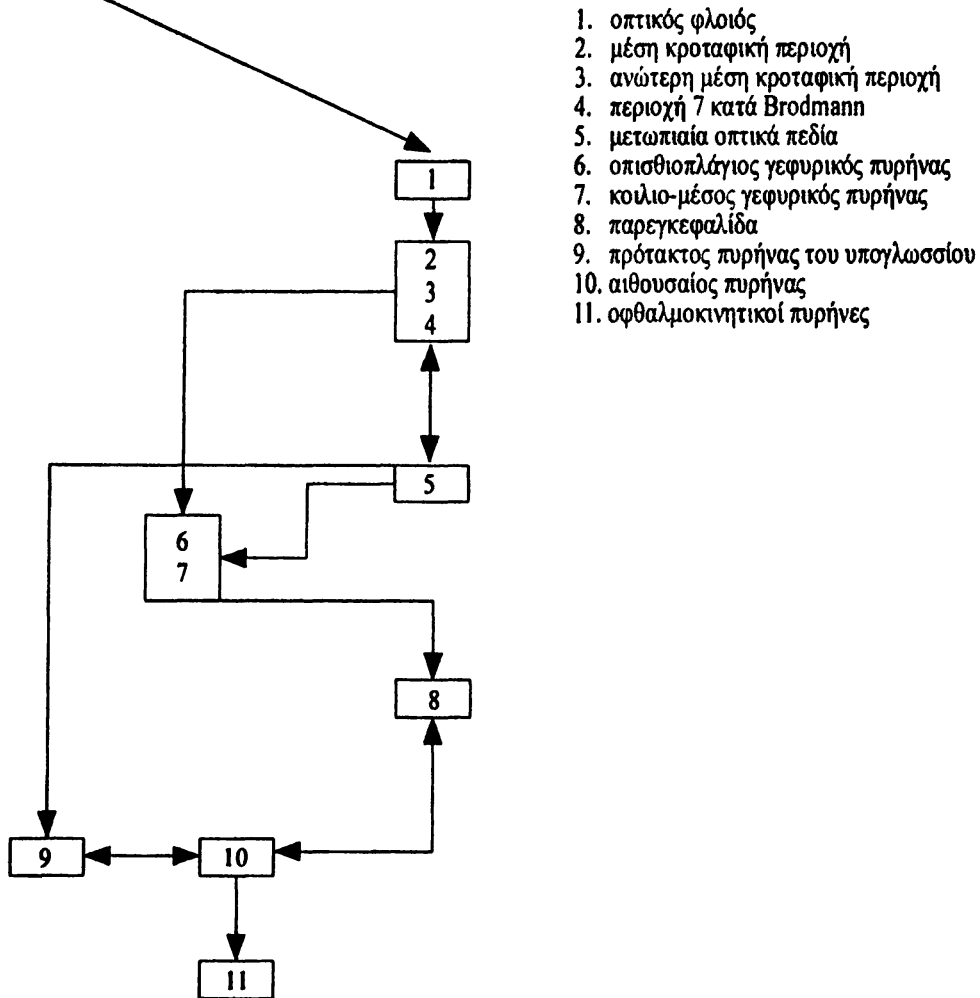 1. οπτικός φλοιός
2. μέση κροταφική περιοχή
3. ανώτερη μέση κροταφική περιοχή
4. περιοχή 7 κατά Brodmann
5. μετωπιαία οπτικά πεδία
6. οπισθιοπλάγιος γεφυρικός πυρήνας
7. κοιλιο-μέσος γεφυρικός πυρήνας
8. παρεγκεφαλίδα
9. πρότακτος πυρήνας του υπογλωσσίου
10. αιθουσαίος πυρήνας
11. οφθαλμοκινητικοί πυρήνες
1
2
3
4
5
6
7
8
9
10
11